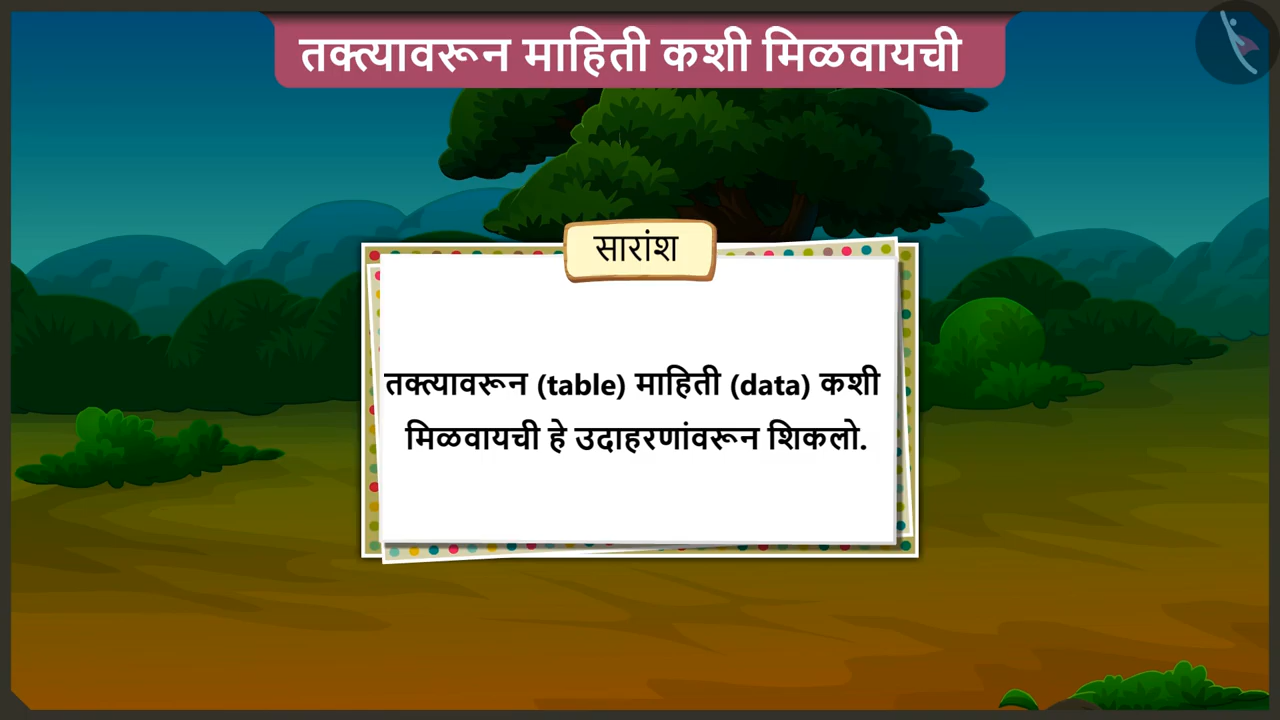 तक्त्यावरून माहिती कशी मिळवायची
सारांश
तक्त्यावरून (table) माहिती (data) कशी
मिळवायची हे उदाहरणांवरून शिकलो.